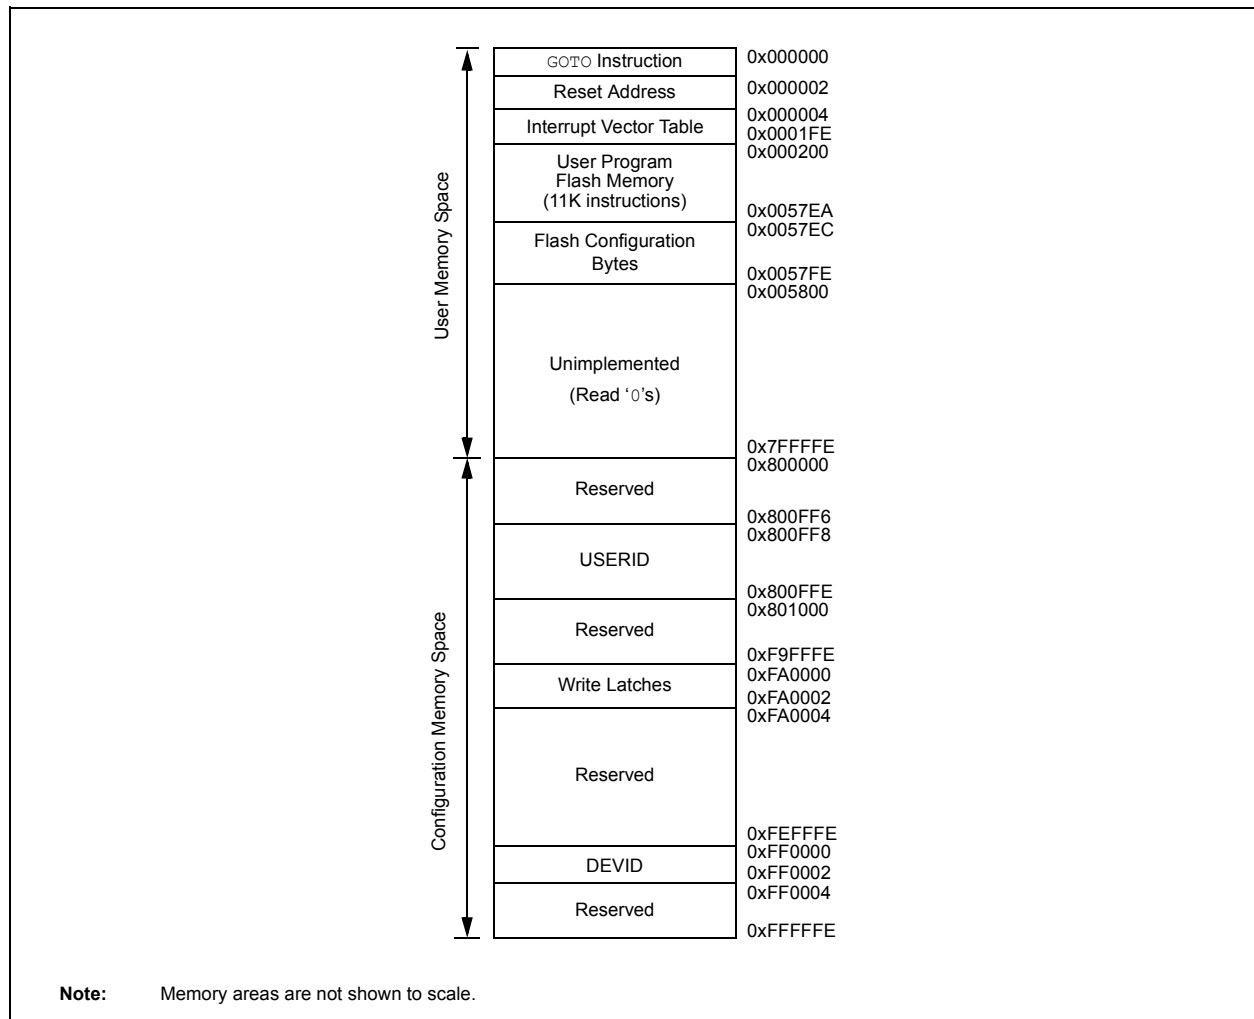 GOTO Instruction
0x000000
Reset Address
0x000002
Interrupt Vector Table
0x000004
0x0001FE
User Program
Flash Memory
(11K instructions)
0x000200
0x0057EA
Flash Configuration
Bytes
0x0057EC
0x0057FE
Unimplemented
(Read ‘0’s)
0x005800
0x7FFFFE
User Memory Space
Reserved
0x800000
0x800FF6
USERID
0x800FF8
0x800FFE
Reserved
0x801000
0xF9FFFE
Write Latches
0xFA0000
0xFA0002
Reserved
0xFA0004
0xFEFFFE
DEVID
0xFF0000
0xFF0002
Reserved
0xFF0004
0xFFFFFE
Configuration Memory Space
Note: Memory areas are not shown to scale.